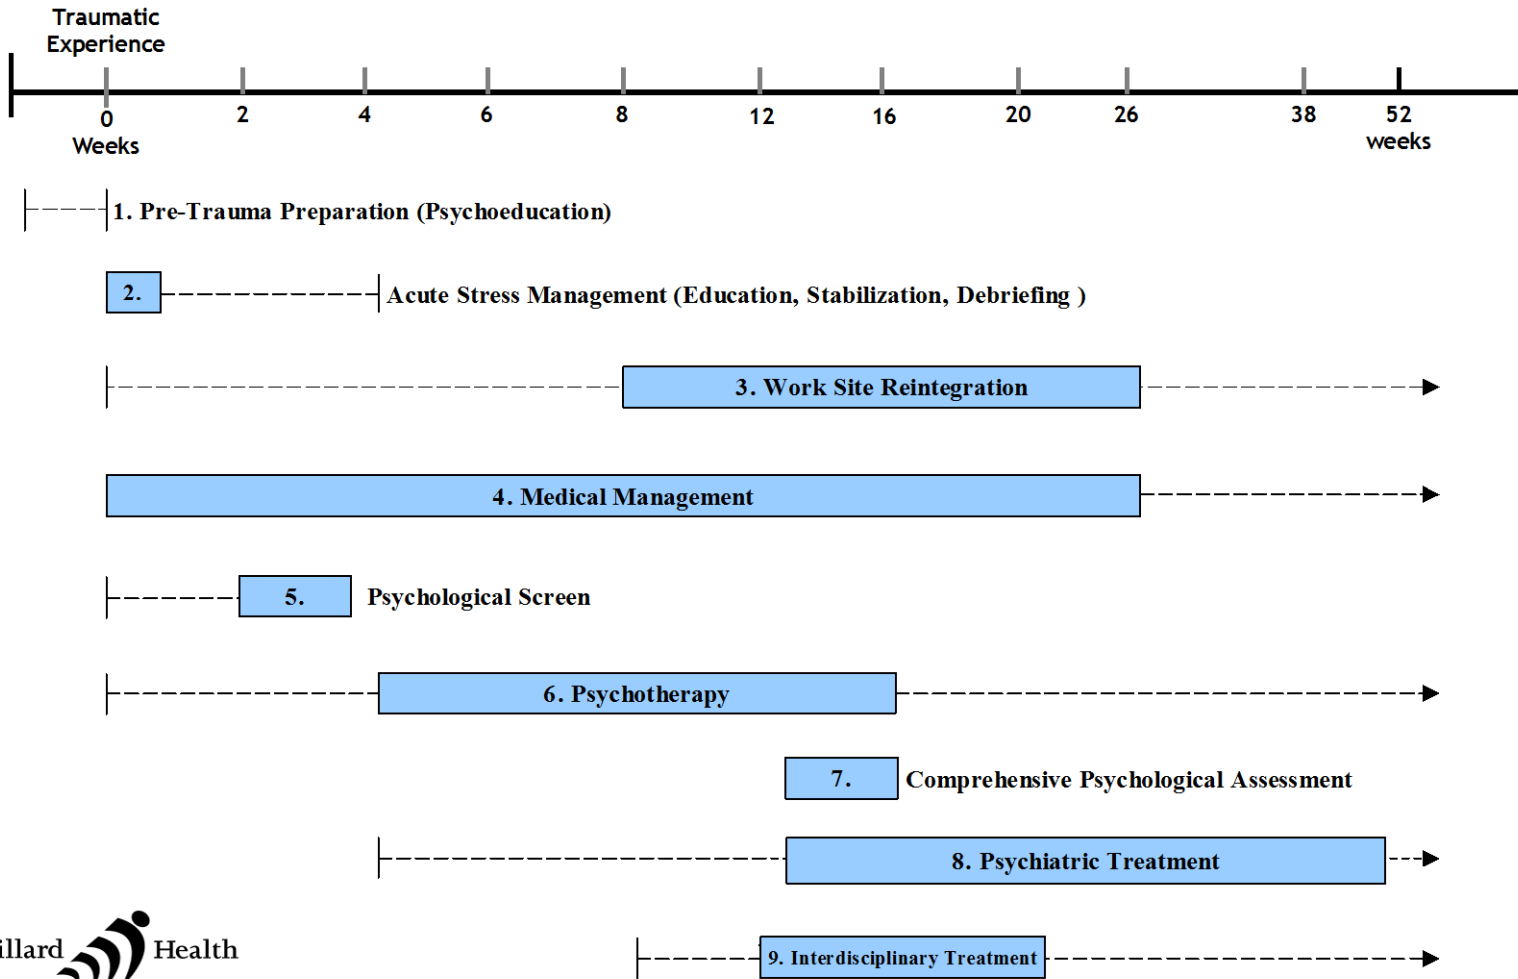 Traumatic
Experience
0 2 4 6 8 12 16 20 26 38 52
Weeks weeks
1. Pre-Trauma Preparation (Psychoeducation)
2. Acute Stress Management (Education, Stabilization, Debriefing )
3. Work Site Reintegration
4. Medical Management
5. Psychological Screen
6. Psychotherapy
7. Comprehensive Psychological Assessment
8. Psychiatric Treatment
9. Interdisciplinary Treatment
illard Health